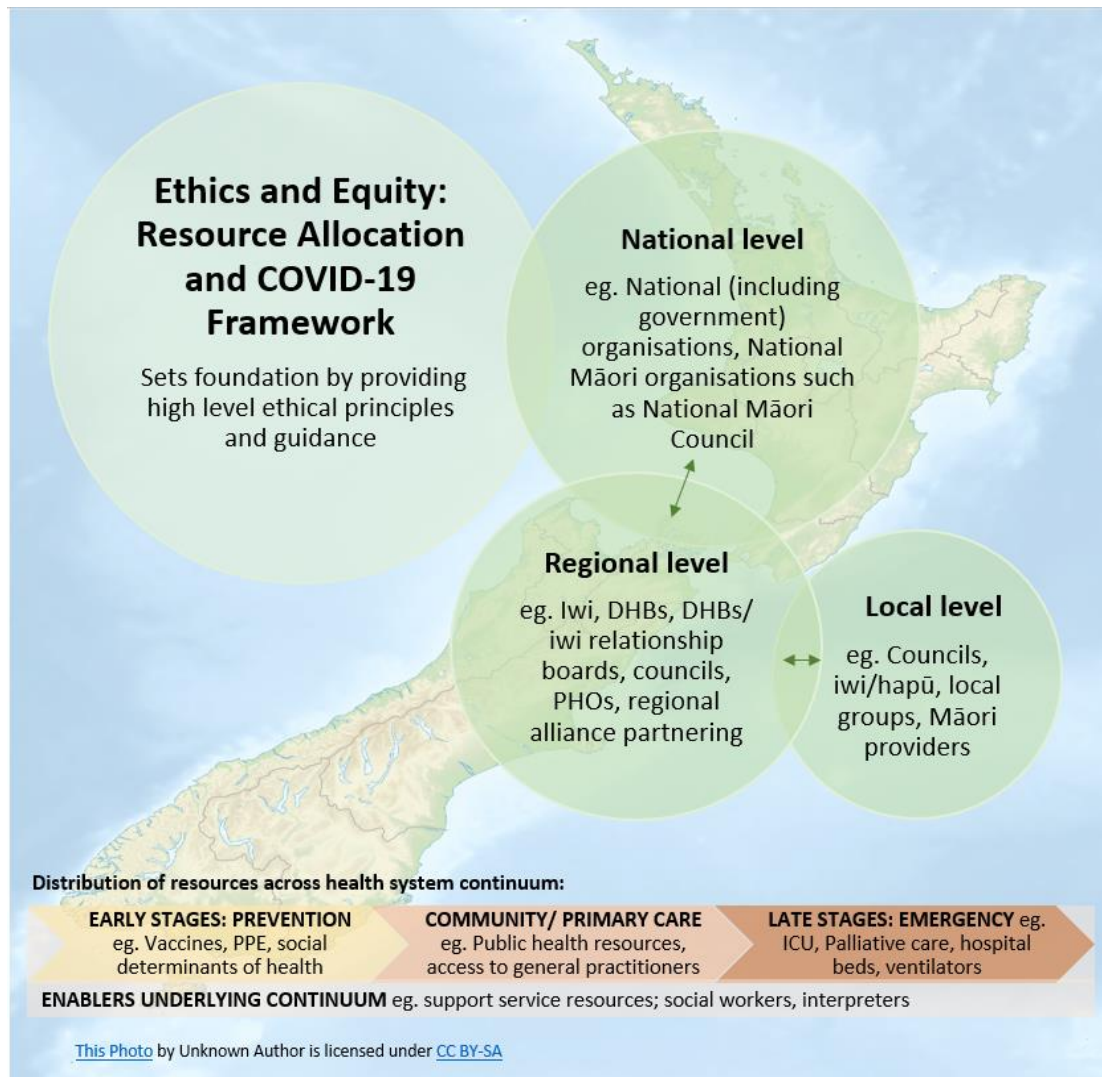 Ethics and Equity:
Resource Allocation
and COVID-19
Framework
Sets foundation by providing
high level ethical principles
and guidance
National level
eg. National (including
government)
organisations, National
Māori organisations such
as National Māori
Council
Regional level
eg. Iwi, DHBs, DHBs/
iwi relationship
boards, councils,
PHOs, regional
alliance partnering
Local level
eg. Councils,
iwi/hapū, local
groups, Māori
providers
Distribution of resources across health system continuum:
EARLY STAGES: PREVENTION
eg. Vaccines, PPE, social
determinants of health
COMMUNITY/ PRIMARY CARE
eg. Public health resources,
access to general practitioners
LATE STAGES: EMERGENCY eg.
ICU, Palliative care, hospital
beds, ventilators
ENABLERS UNDERLYING CONTINUUM eg. support service resources; social workers, interpreters
This Photo by Unknown Author is licensed under CC BY-SA